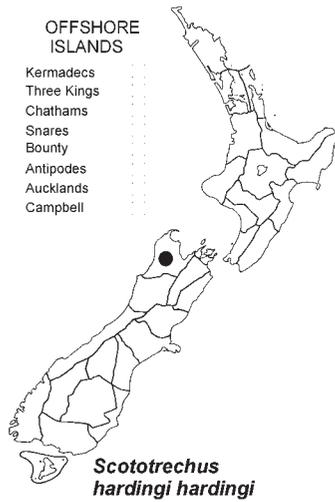 OFFSHORE
ISLANDS
Kermadecs
Three Kings
Chathams
Snares
Bounty
Antipodes
Aucklands
Campbell
Scototrechus
hardingi hardingi